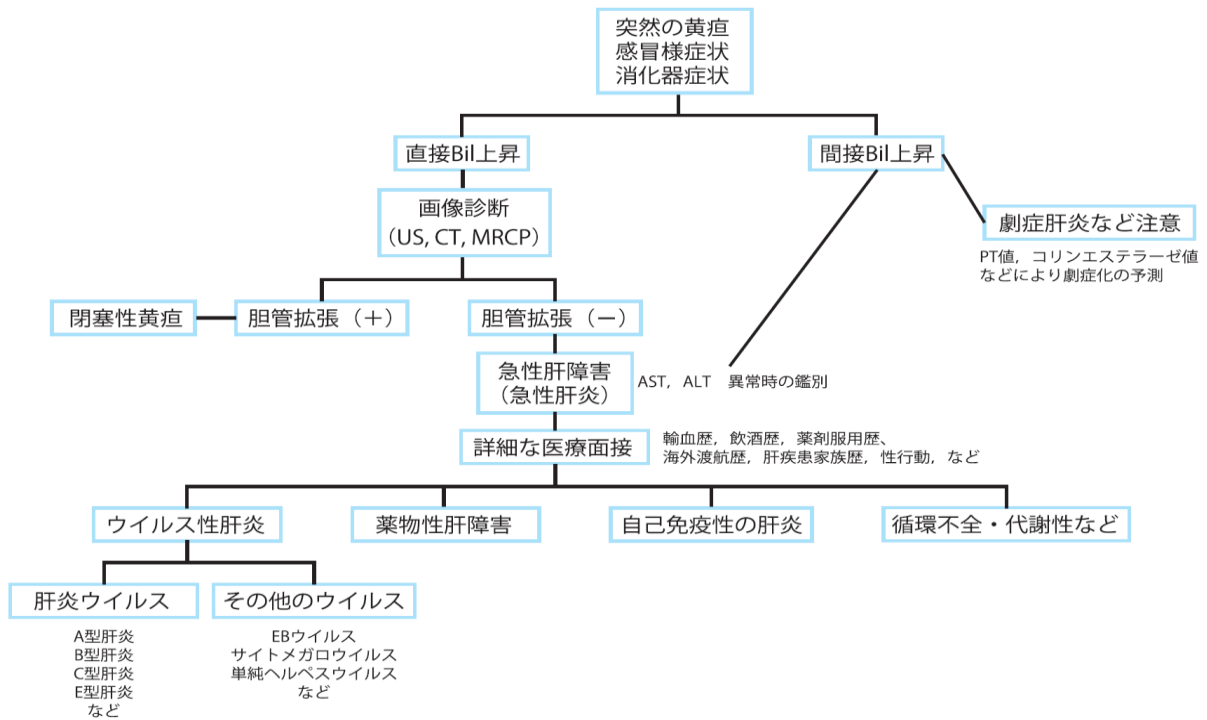 突然の黄疸
感冒様症状
消化器症状
直接Bil上昇
間接Bil上昇
画像診断
（US, CT, MRCP）
劇症肝炎など注意
PT値，コリンエステラーゼ値
などにより劇症化の予測
閉塞性黄疸
胆管拡張（＋）
胆管拡張（ー）
急性肝障害
（急性肝炎）
AST，ALT　異常時の鑑別
詳細な医療面接
輸血歴，飲酒歴，薬剤服用歴、
海外渡航歴，肝疾患家族歴，性行動，など
ウイルス性肝炎
薬物性肝障害
自己免疫性の肝炎
循環不全・代謝性など
肝炎ウイルス
その他のウイルス
A型肝炎
B型肝炎
C型肝炎
E型肝炎
など
EBウイルス
サイトメガロウイルス
単純ヘルペスウイルス
など